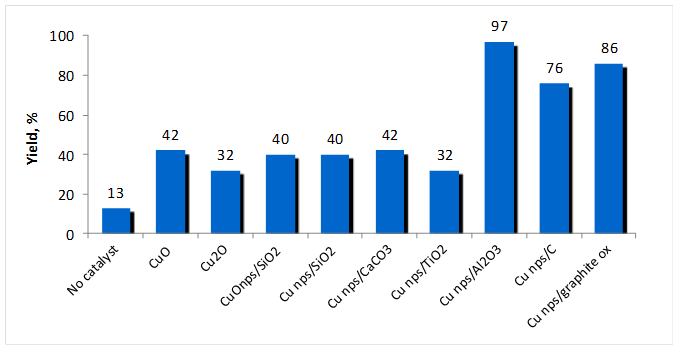 97
100
86
76
80
Yield, %
60
42
40
40
42
32
32
40
13
20
0
No catalyst
CuO
Cu2O
CuOnps/SiO2
Cu nps/SiO2
Cu nps/CaCO3
Cu nps/TiO2
Cu nps/Al2O3
Cu nps/C
Cu nps/graphite ox